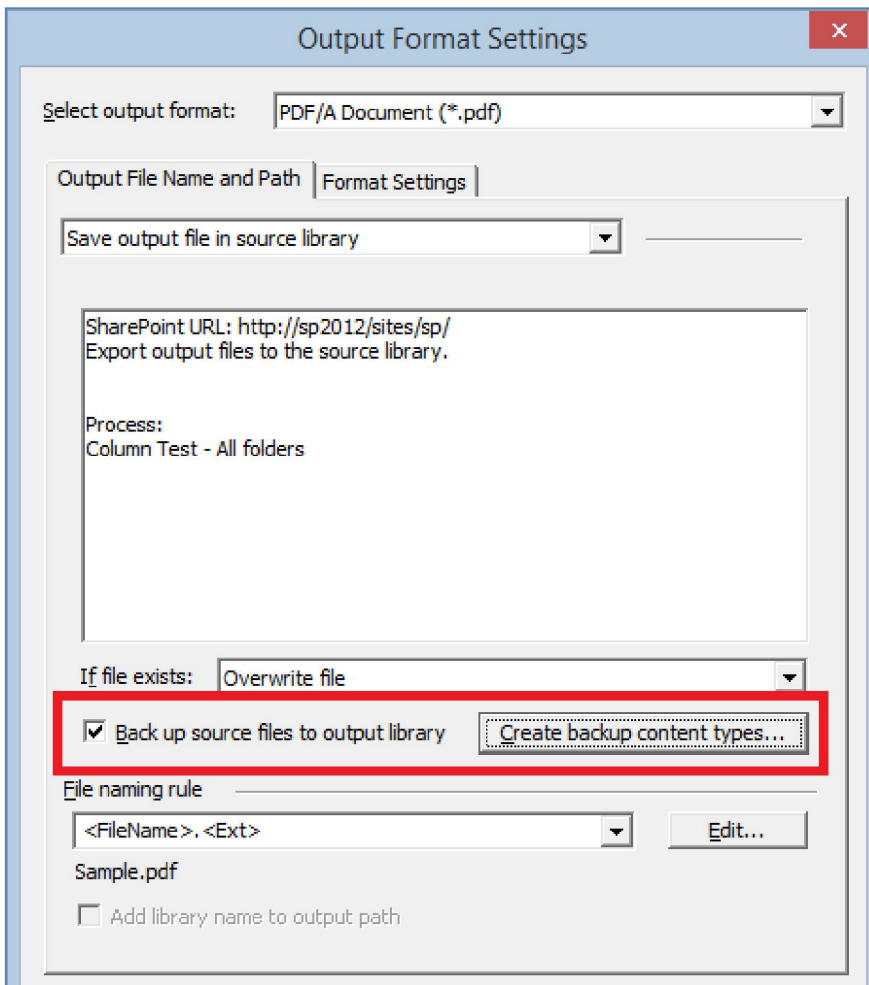 Output Format Settings
Select output format: PDF/A Document (*.pdf)
Output File Name and Path Format Settings
Save output file in source library
SharePoint URL: http://sp2012/sites/sp/
Export output files to the source library.
Process:
Column Test - All folders
If file exists: Overwrite file
Back up source files to output library Create backup content types...
File naming rule
<FileName>.<Ext> Edit...
Sample.pdf
Add library name to output path